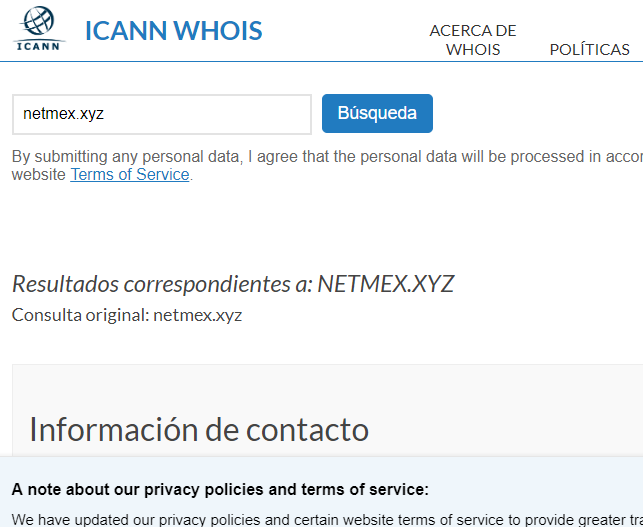 ICANN
ICANN WHOIS
ACERCA DE
WHOIS
POLÍTICAS
netmex.xyz
Búsqueda
By submitting any personal data, I agree that the personal data will be processed in accor
website Terms of Service.
Resultados correspondientes a: NETMEX.XYZ
Consulta original: netmex.xyz
Información de contacto
A note about our privacy policies and terms of service:
We have updated our privacy policies and certain website terms of service to provide greater tra